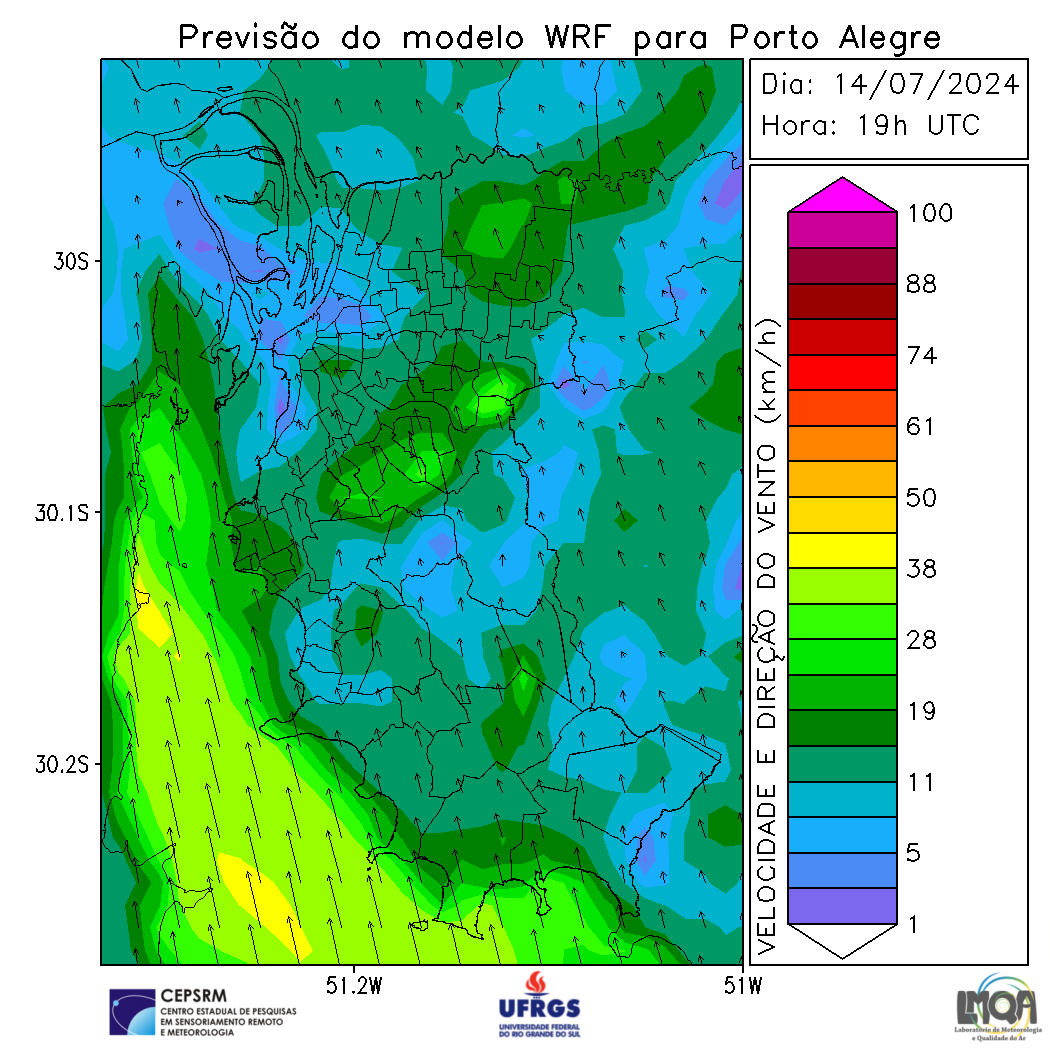 Previsão do modelo WRF para Porto Alegre
Dia: 14/07/2024
Hora: 19h UTC
30S
30.1S
30.2S
51.2W
51W
VELOCIDADE E DIREÇÃO DO VENTO (km/h)
100
88
74
61
50
38
28
19
11
5
1
CEPSRM
CENTRO ESTADUAL DE PESQUISAS
EM SENSORIAMENTO REMOTO
E METEOROLOGIA
UFRGS
UNIVERSIDADE FEDERAL
DO RIO GRANDE DO SUL
LMQA
Laboratório de Meteorologia
e Qualidade do Ar